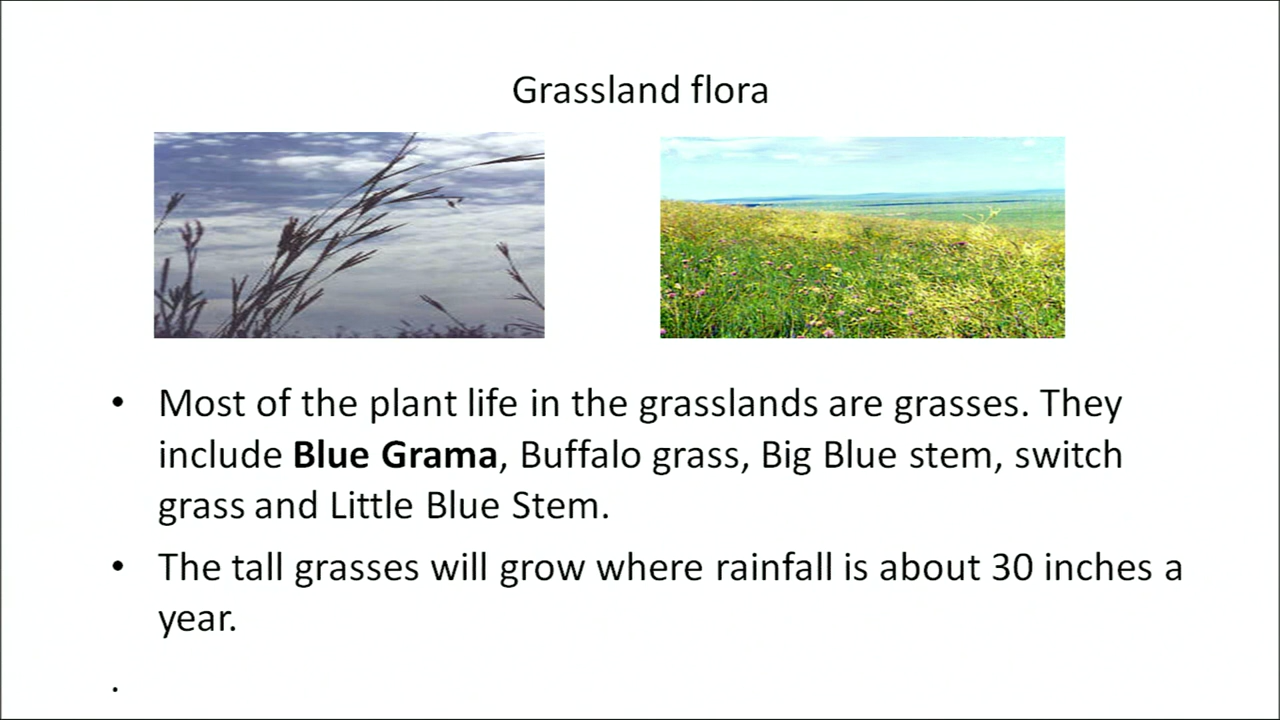 Grassland flora
• Most of the plant life in the grasslands are grasses. They
include Blue Grama, Buffalo grass, Big Blue stem, switch
grass and Little Blue Stem.
• The tall grasses will grow where rainfall is about 30 inches a
year.
.